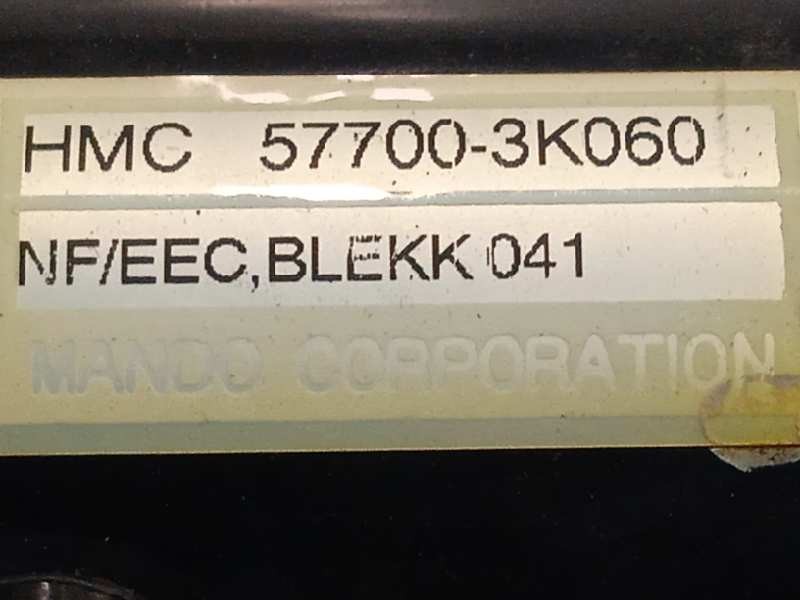 HMC 57700-3K060
NF/EEC,BLEKK 041
MANDO CORPORATION